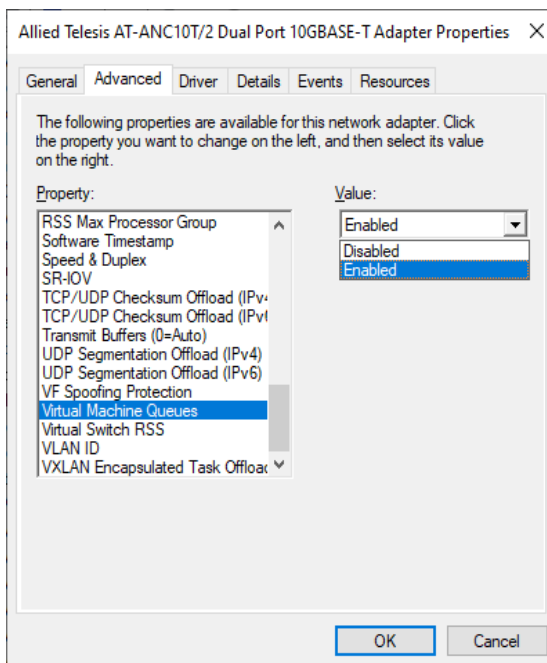 Allied Telesis AT-ANC10T/2 Dual Port 10GBASE-T Adapter Properties
General Advanced Driver Details Events Resources
The following properties are available for this network adapter. Click
the property you want to change on the left, and then select its value
on the right.
Property:
Value:
RSS Max Processor Group
Software Timestamp
Speed & Duplex
SR-IOV
TCP/UDP Checksum Offload (IPv4
TCP/UDP Checksum Offload (IPv6
Transmit Buffers (0=Auto)
UDP Segmentation Offload (IPv4)
UDP Segmentation Offload (IPv6)
VF Spoofing Protection
Virtual Machine Queues
Virtual Switch RSS
VLAN ID
VXLAN Encapsulated Task Offload
Enabled
Disabled
Enabled
OK
Cancel